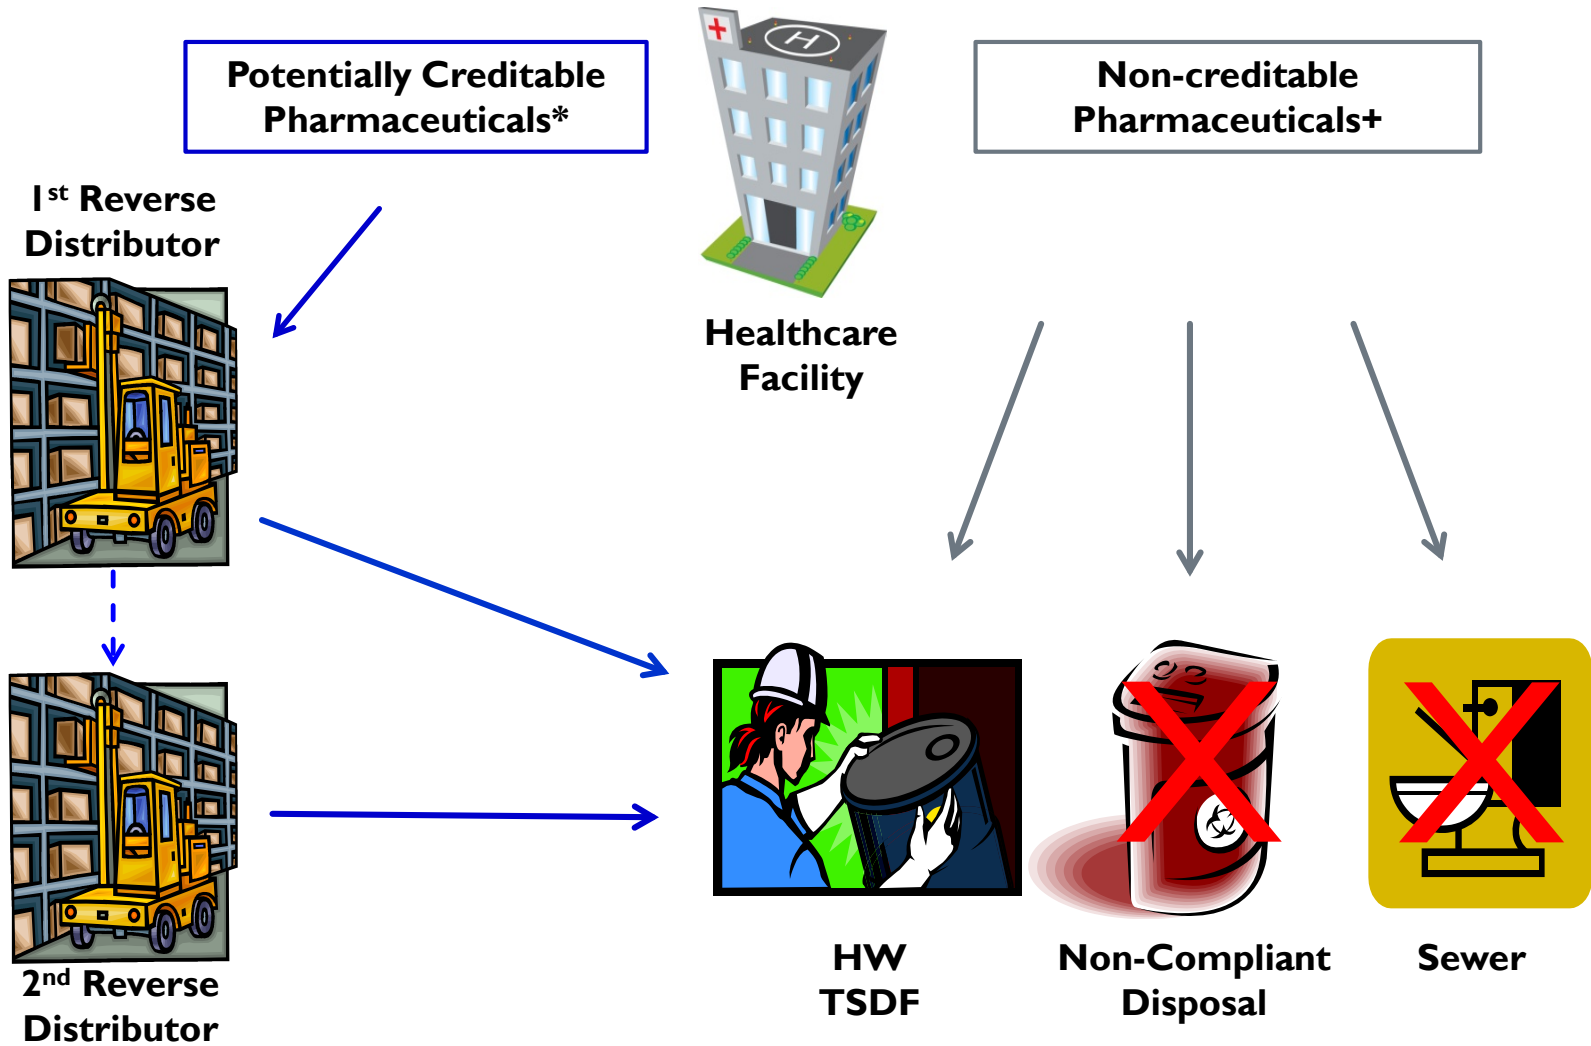 Potentially Creditable
Pharmaceuticals*
H
Non-creditable
Pharmaceuticals+
1st Reverse
Distributor
Healthcare
Facility
2nd Reverse
Distributor
HW
TSDF
Non-Compliant
Disposal
Sewer